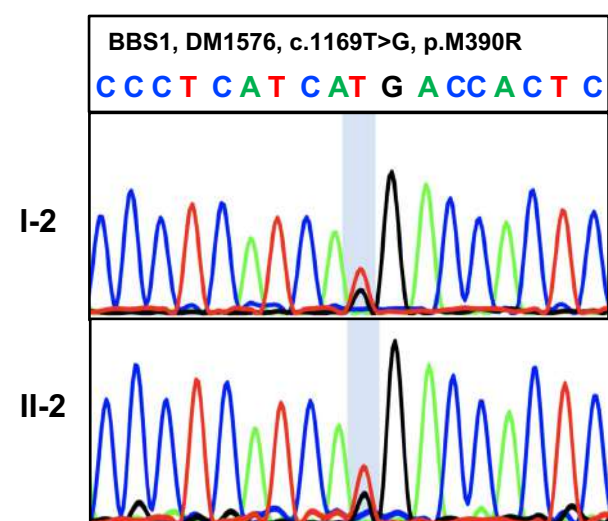 BBS1, DM1576, c.1169T>G, p.M390R
C C C T C A T C A T G A C C A C T C
I-2
II-2